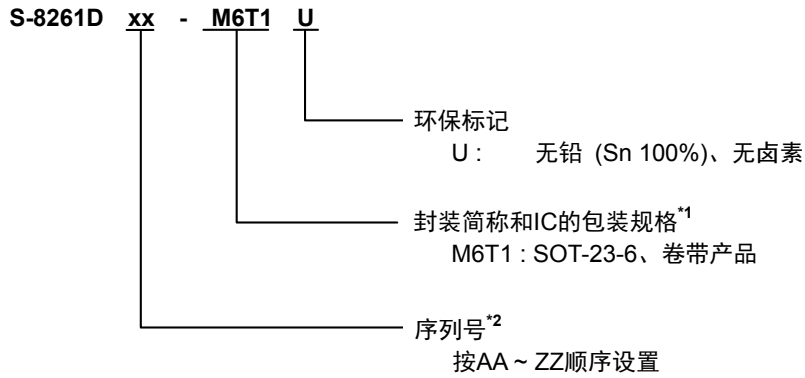 S-8261D xx - M6T1 U
环保标记
U : 无铅 (Sn 100%)、无卤素
封装简称和IC的包装规格*1
M6T1 : SOT-23-6、卷带产品
序列号*2
按AA ~ ZZ顺序设置